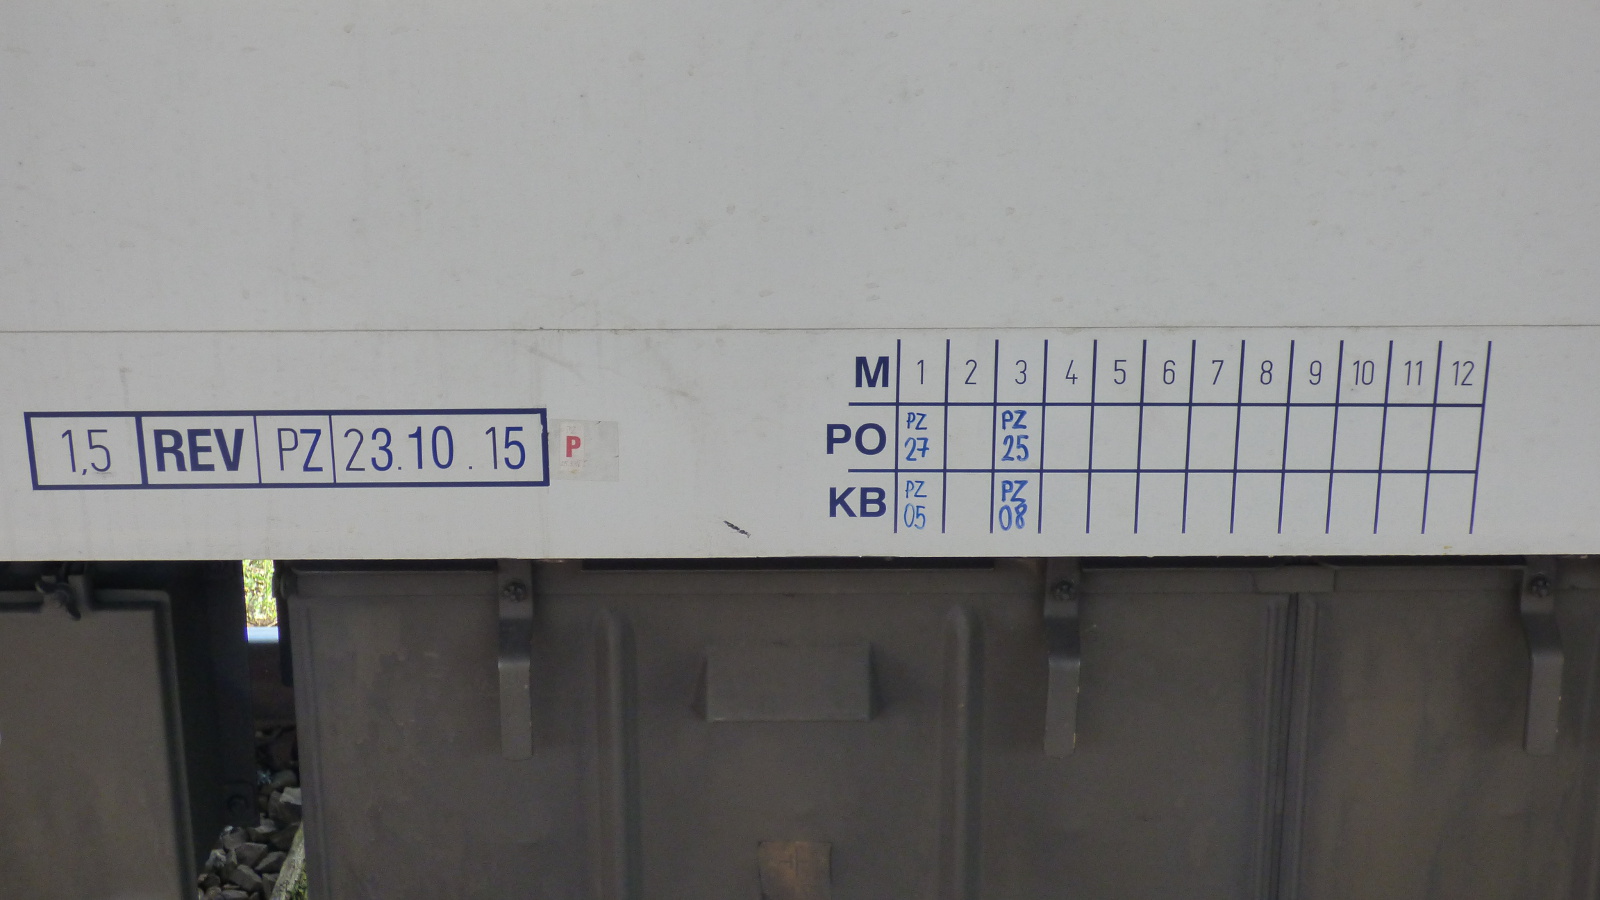 1,5 REV PZ 23.10.15
P
M 1 2 3 4 5 6 7 8 9 10 11 12
PO PZ 27 PZ 25
KB PZ 05 PZ 08